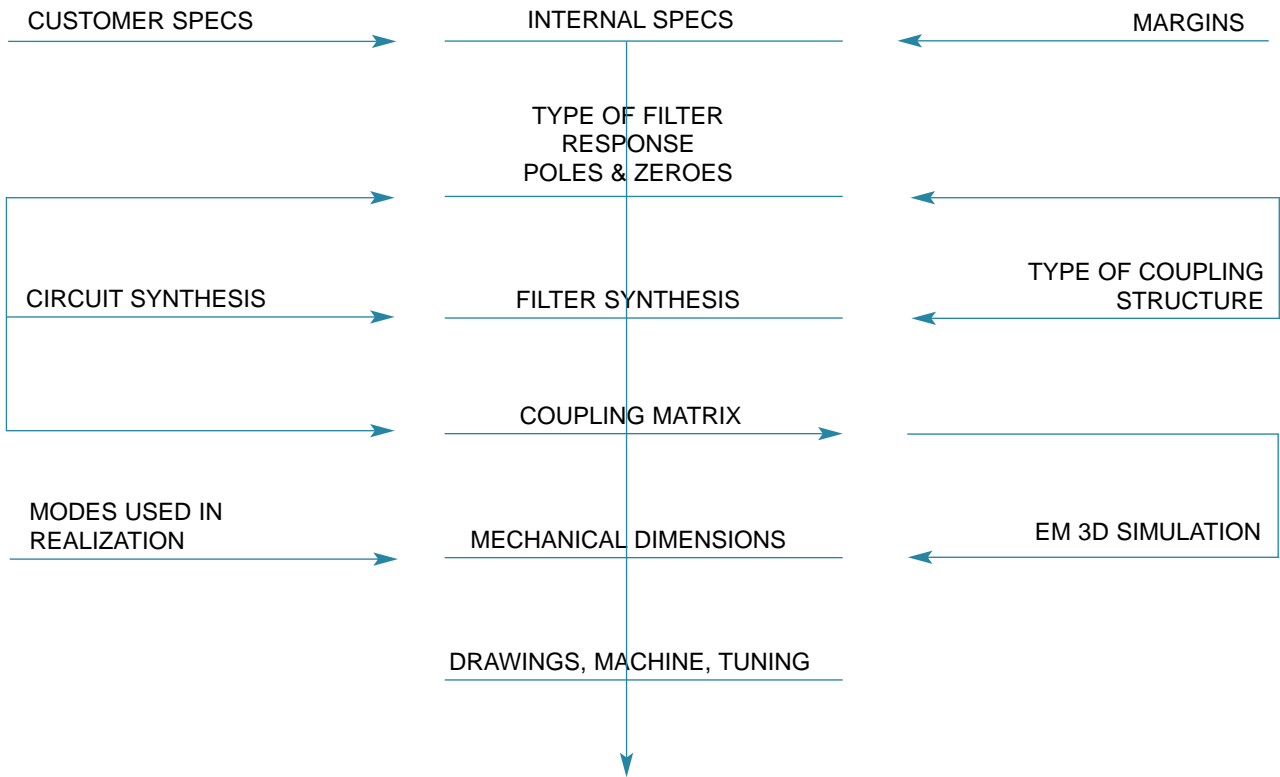 CUSTOMER SPECS
INTERNAL SPECS
MARGINS
TYPE OF FILTER
RESPONSE
POLES & ZEROES
CIRCUIT SYNTHESIS
FILTER SYNTHESIS
TYPE OF COUPLING
STRUCTURE
COUPLING MATRIX
MODES USED IN
REALIZATION
MECHANICAL DIMENSIONS
EM 3D SIMULATION
DRAWINGS, MACHINE, TUNING